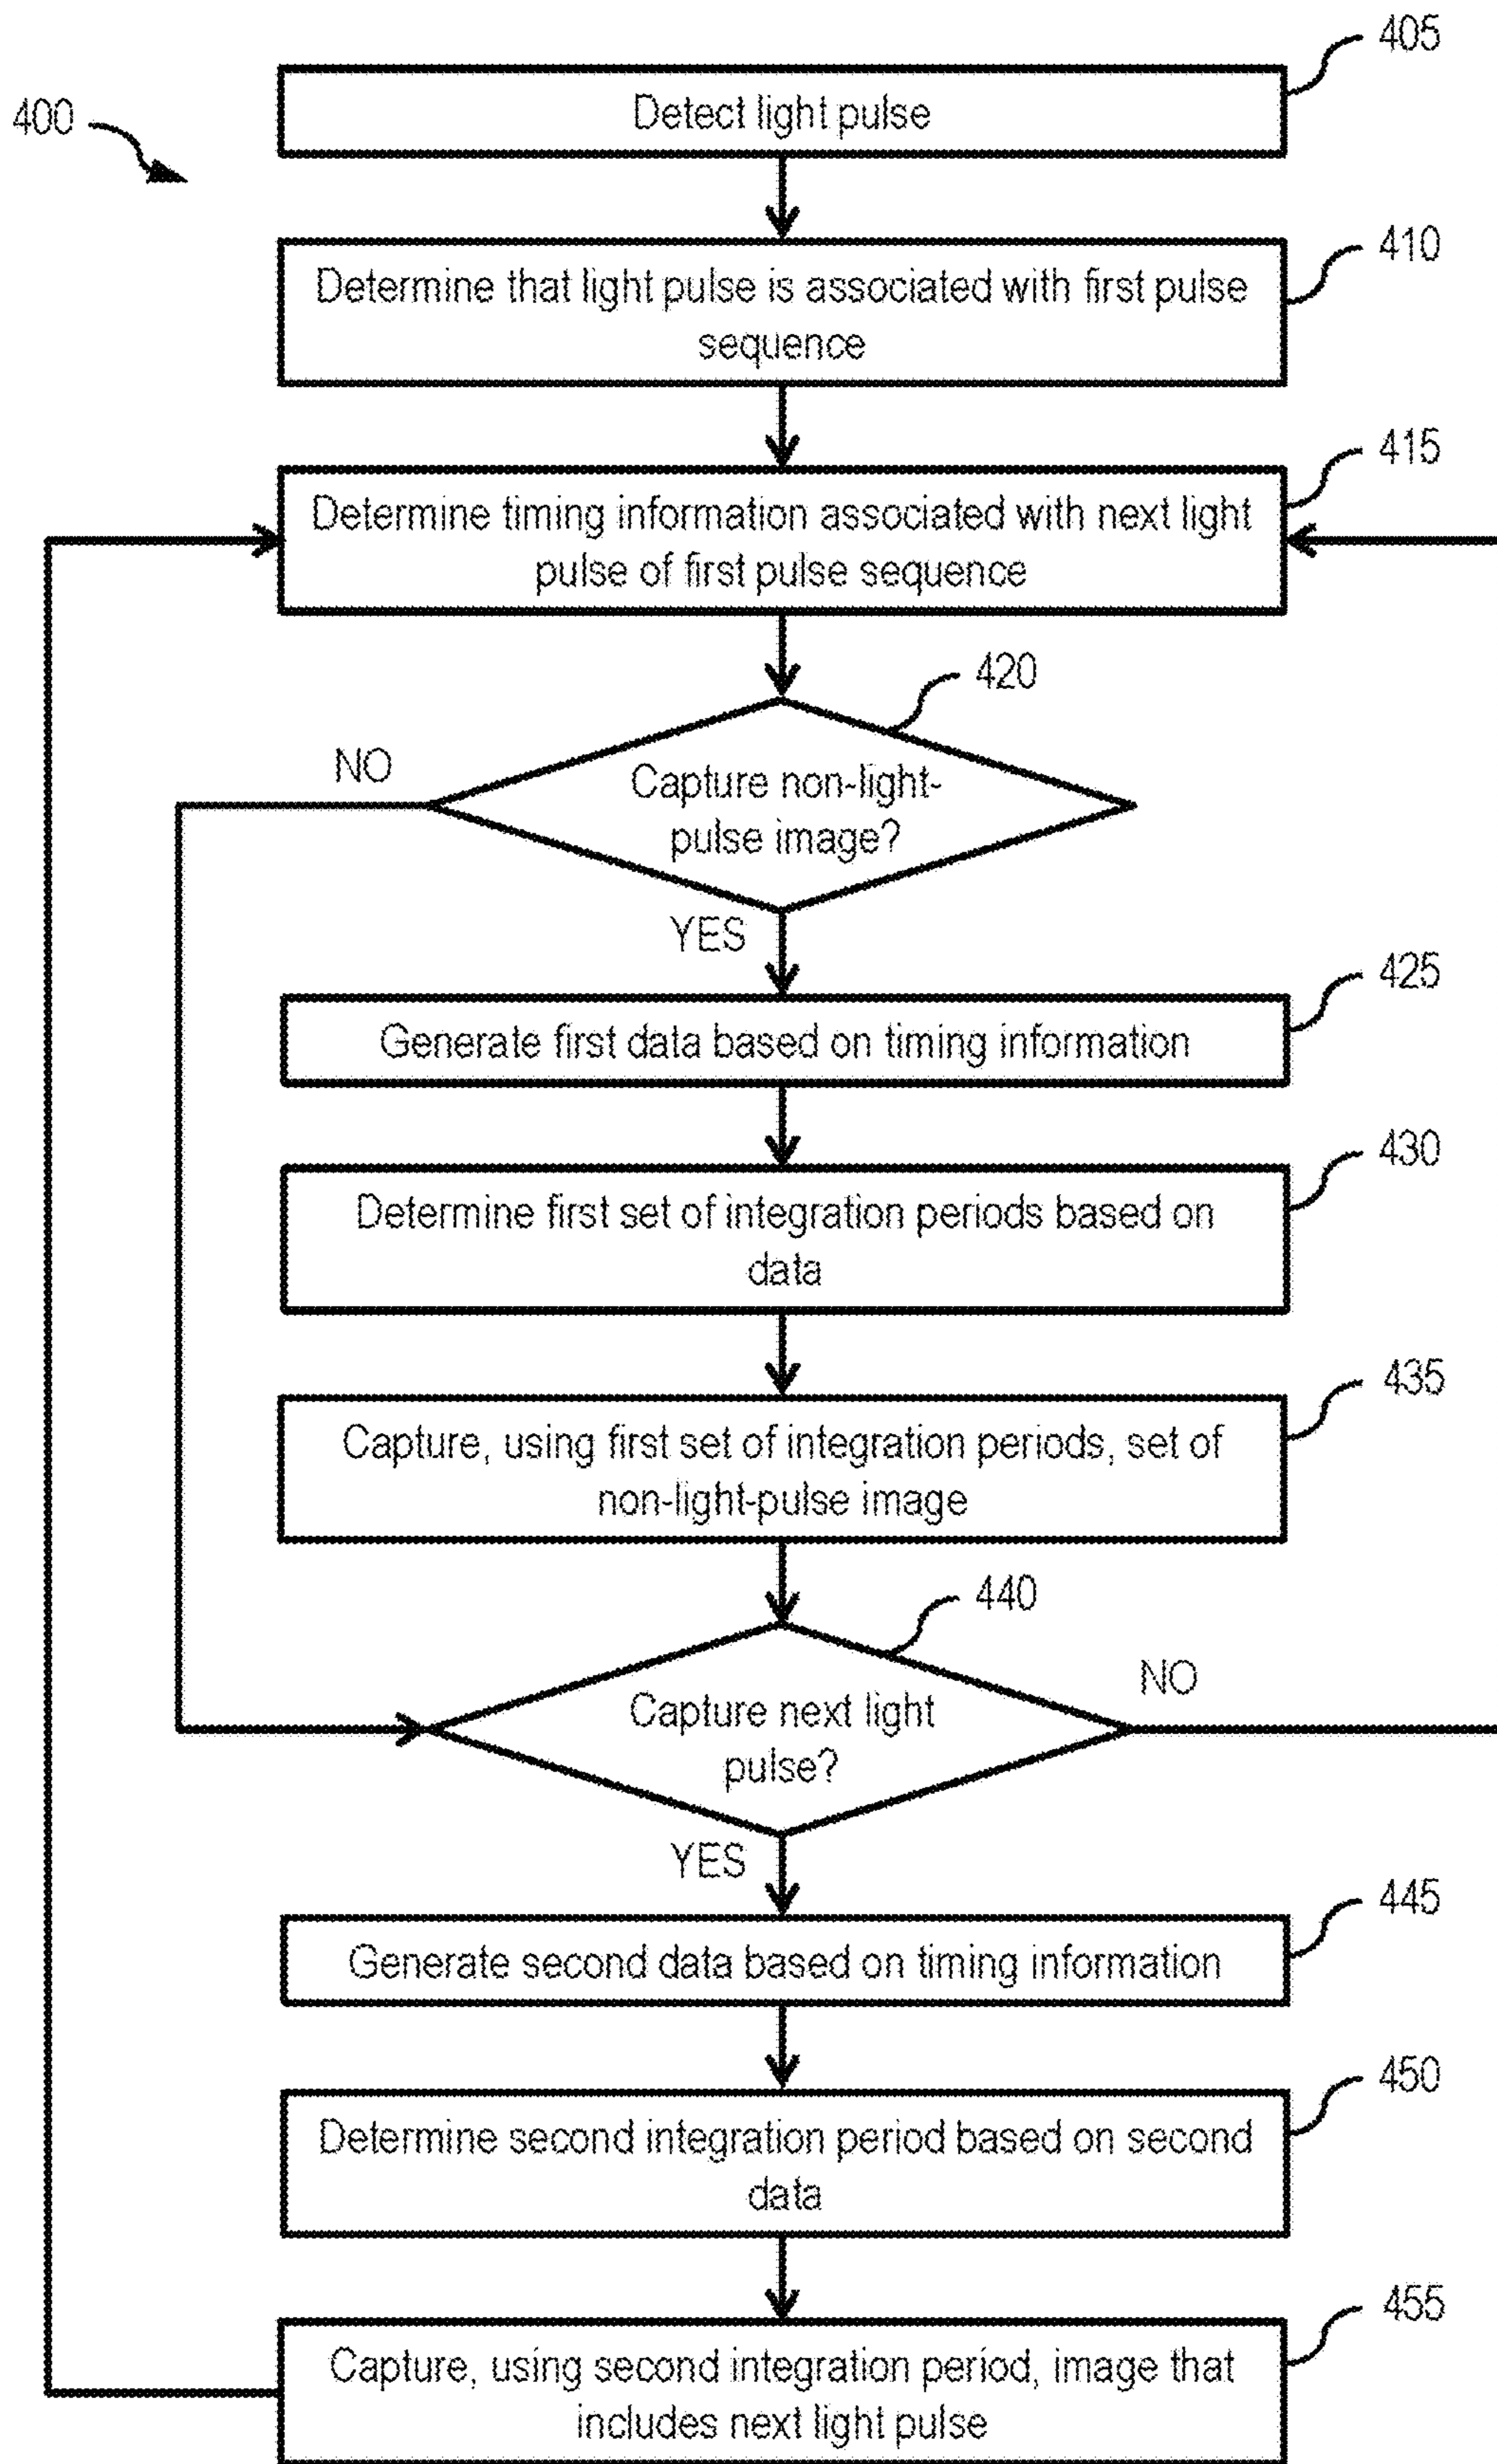 405
400
Detect light pulse
410
Determine that light pulse is associated with first pulse
sequence
415
Determine timing information associated with next light
pulse of first pulse sequence
420
NO
Capture non-light-
pulse image?
YES
425
Generate first data based on timing information
430
Determine first set of integration periods based on
data
435
Capture, using first set of integration periods, set of
non-light-pulse image
440
NO
Capture next light
pulse?
YES
445
Generate second data based on timing information
450
Determine second integration period based on second
data
455
Capture, using second integration period, image that
includes next light pulse